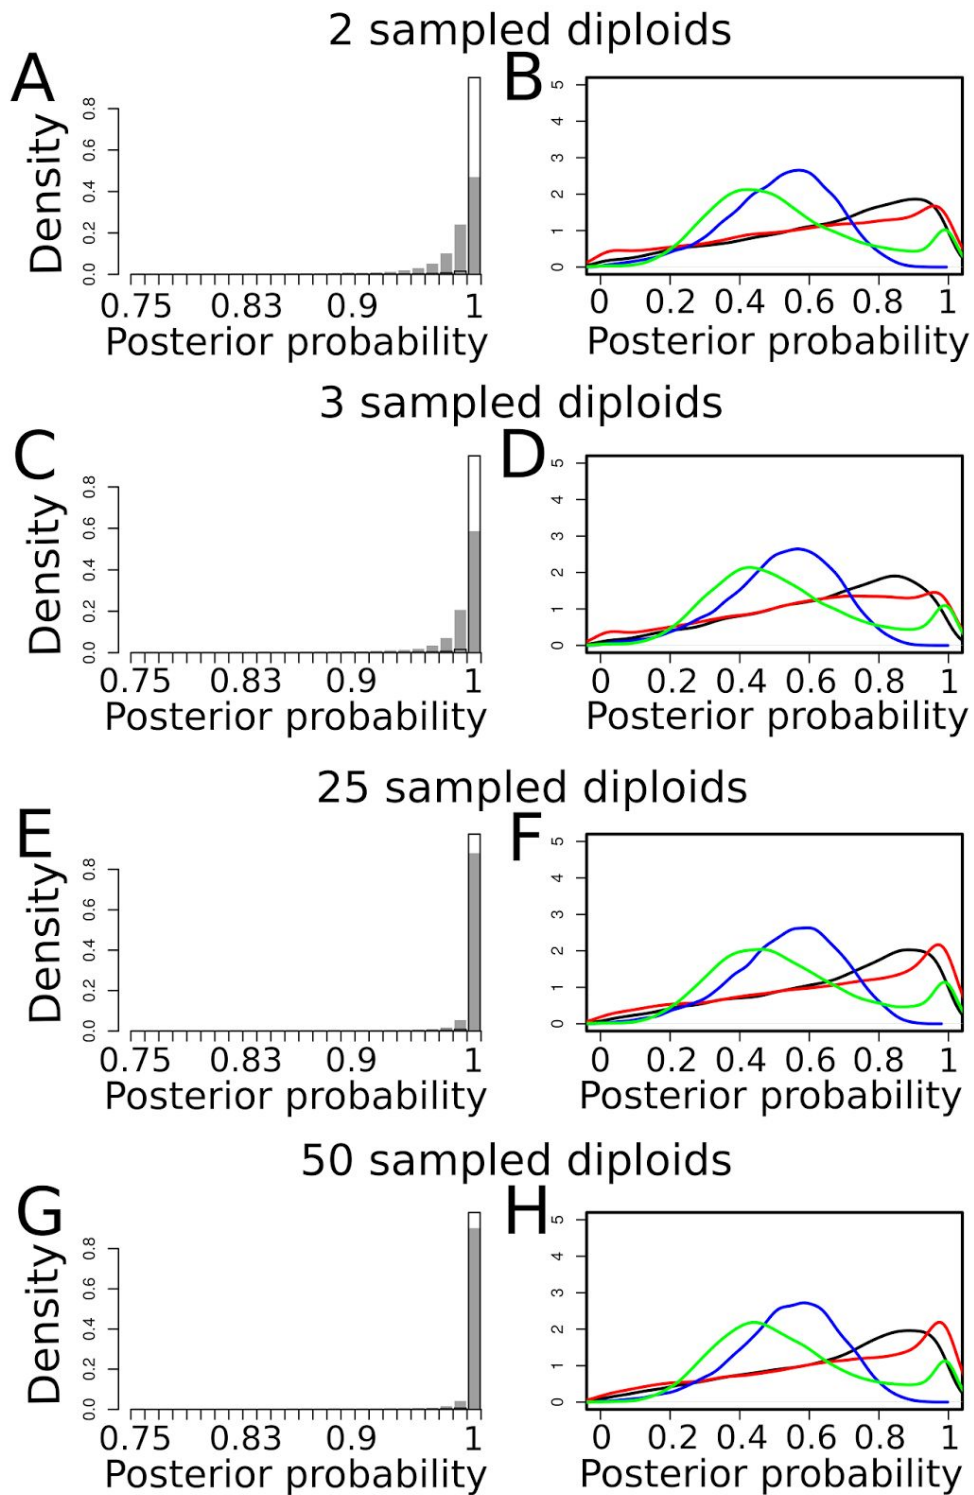 2 sampled diploids
A
Density
0.0 0.2 0.4 0.6 0.8
0.75 0.83 0.9 1
Posterior probability
B
0 1 2 3 4 5
0 0.2 0.4 0.6 0.8 1
Posterior probability
3 sampled diploids
C
Density
0.0 0.2 0.4 0.6 0.8
0.75 0.83 0.9 1
Posterior probability
D
0 1 2 3 4 5
0 0.2 0.4 0.6 0.8 1
Posterior probability
25 sampled diploids
E
Density
0.0 0.2 0.4 0.6 0.8
0.75 0.83 0.9 1
Posterior probability
F
0 1 2 3 4 5
0 0.2 0.4 0.6 0.8 1
Posterior probability
50 sampled diploids
G
Density
0.0 0.2 0.4 0.6 0.8
0.75 0.83 0.9 1
Posterior probability
H
0 1 2 3 4 5
0 0.2 0.4 0.6 0.8 1
Posterior probability